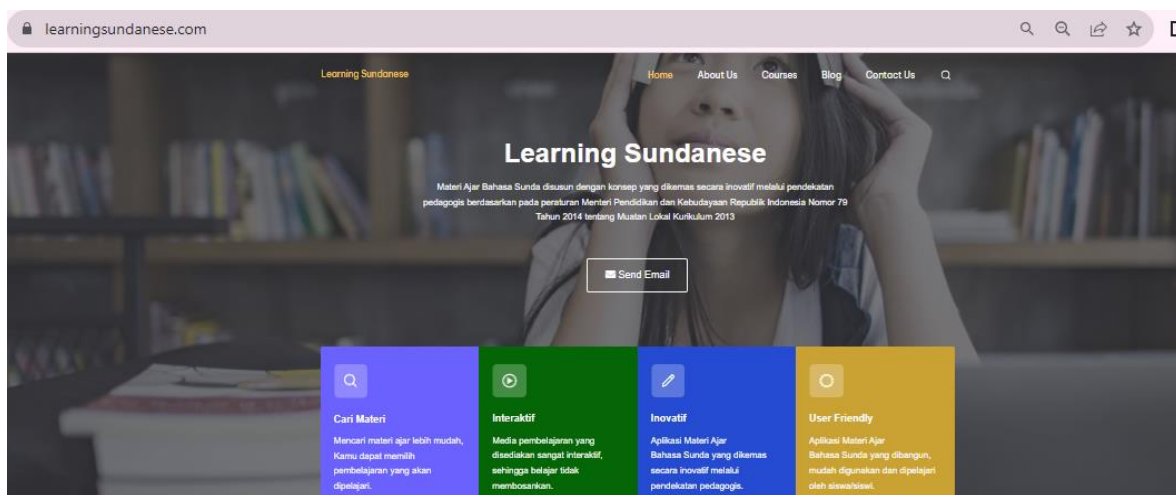 learningsundanese.com
Learning Sundanese
Home About Us Courses Blog Contact Us
Learning Sundanese
Materi Ajar Bahasa Sunda disusun dengan konsep yang dikemas secara inovatif melalui pendekatan
pedagogis berdasarkan pada peraturan Menteri Pendidikan dan Kebudayaan Republik Indonesia Nomor 79
Tahun 2014 tentang Muatan Lokal Kurikulum 2013
Send Email
Cari Materi
Mencari materi ajar lebih mudah,
Kamu dapat memilih
pembelajaran yang akan
dipelajari.
Interaktif
Media pembelajaran yang
disediakan sangat interaktif,
sehingga belajar tidak
membosankan.
Inovatif
Aplikasi Materi Ajar
Bahasa Sunda yang dikemas
secara inovatif melalui
pendekatan pedagogis.
User Friendly
Aplikasi Materi Ajar
Bahasa Sunda yang dibangun,
mudah digunakan dan dipelajari
oleh siswa/siswi.